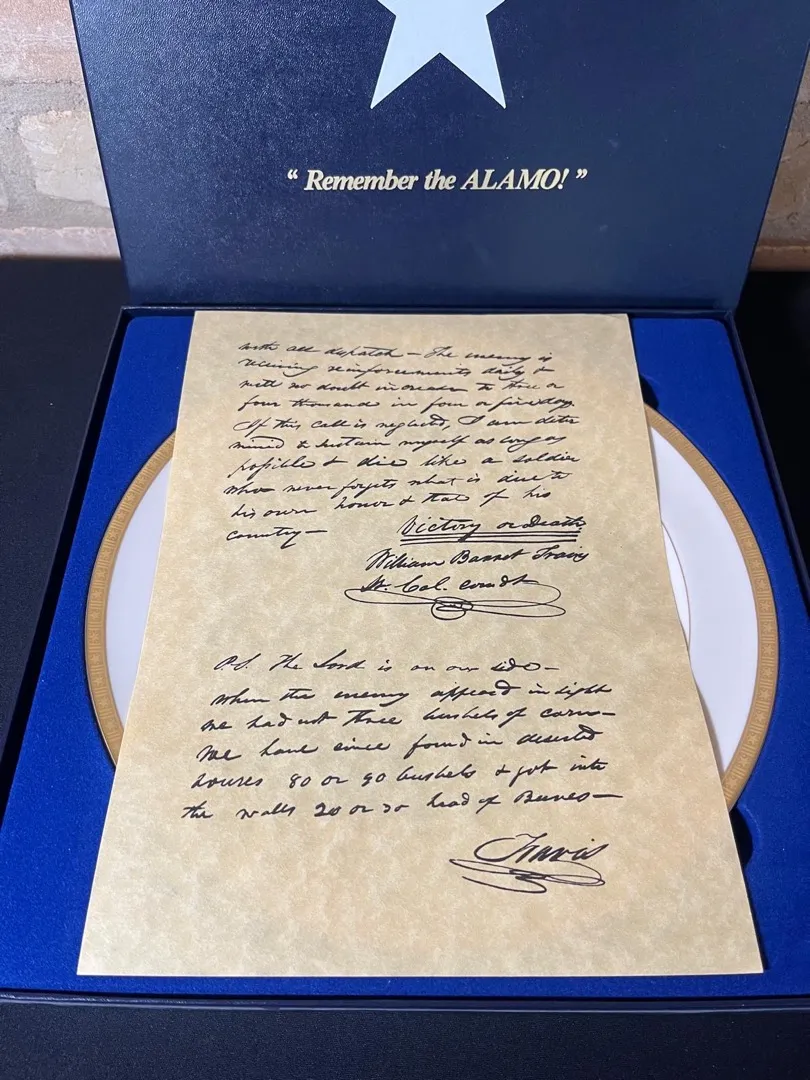 “ Remember the ALAMO! ”
with all dispatch – The enemy is
receiving reinforcements daily &
will no doubt increase to three or
four thousand in four or five days.
If this call is neglected, I am deter
mined to sustain myself as long as
possible & die like a soldier
who never forgets what is due to
his own honor & that of his
country –
Victory or Death
William Barret Travis
Lt. Col. comdt
P.S. The Lord is on our side –
when the enemy appeard in sight
we had not three bushels of corn –
we have since found in deserted
houses 80 or 90 bushels & got into
the walls 20 or 30 head of Beeves –
Travis